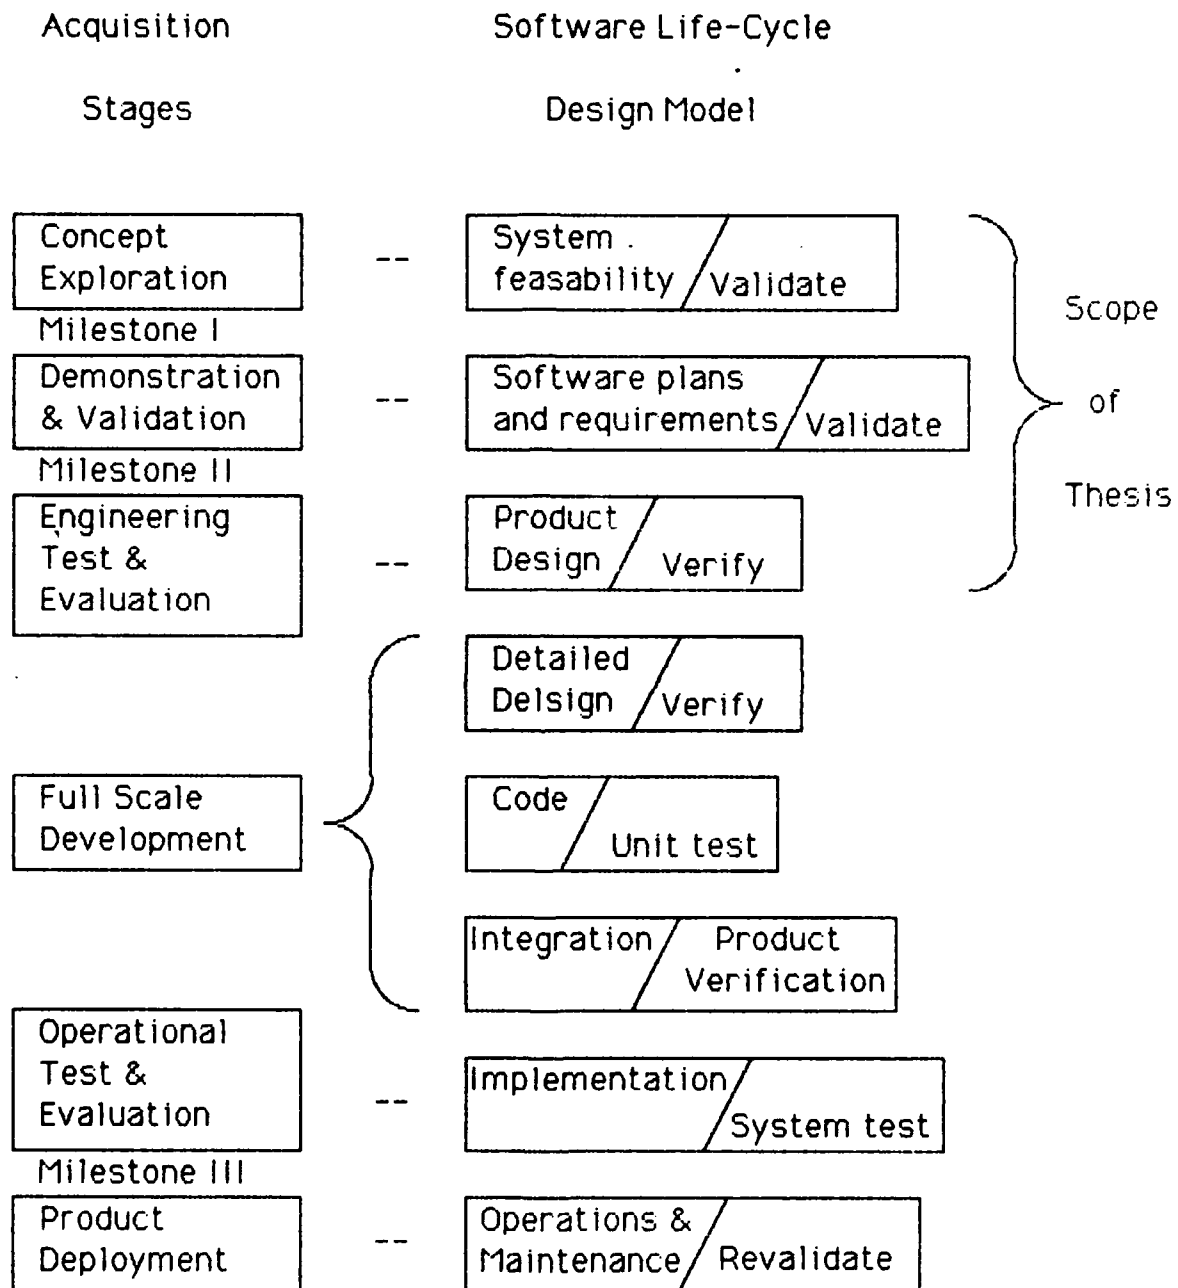 Acquisition
Software Life-Cycle
Stages
Design Model
Concept
Exploration
--
System
feasability
Validate
Milestone I
Demonstration
& Validation
--
Software plans
and requirements
Validate
Milestone II
Engineering
Test &
Evaluation
--
Product
Design
Verify
Scope
of
Thesis
Detailed
Delsign
Verify
Full Scale
Development
Code
Unit test
Integration
Product
Verification
Operational
Test &
Evaluation
--
Implementation
System test
Milestone III
Product
Deployment
--
Operations &
Maintenance
Revalidate